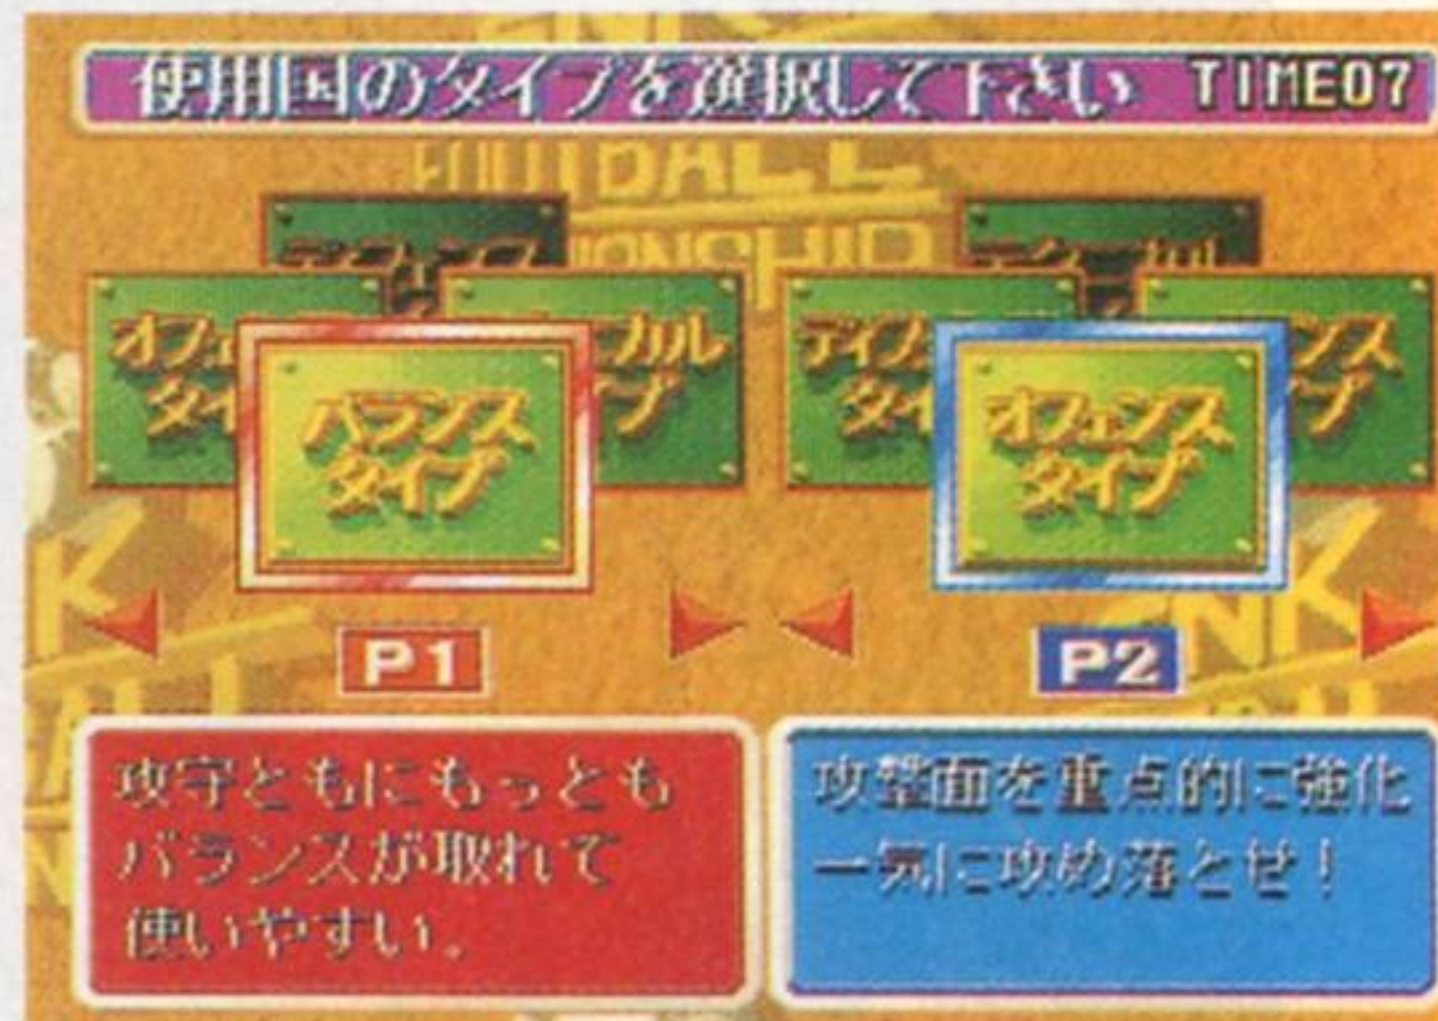 使用国のタイプを選択して下さい TIME07
バランス
タイプ
オフェンス
タイプ
P1
P2
攻守ともにもっとも
バランスが取れて
使いやすい。
攻撃面を重点的に強化
一気に攻め落とせ!